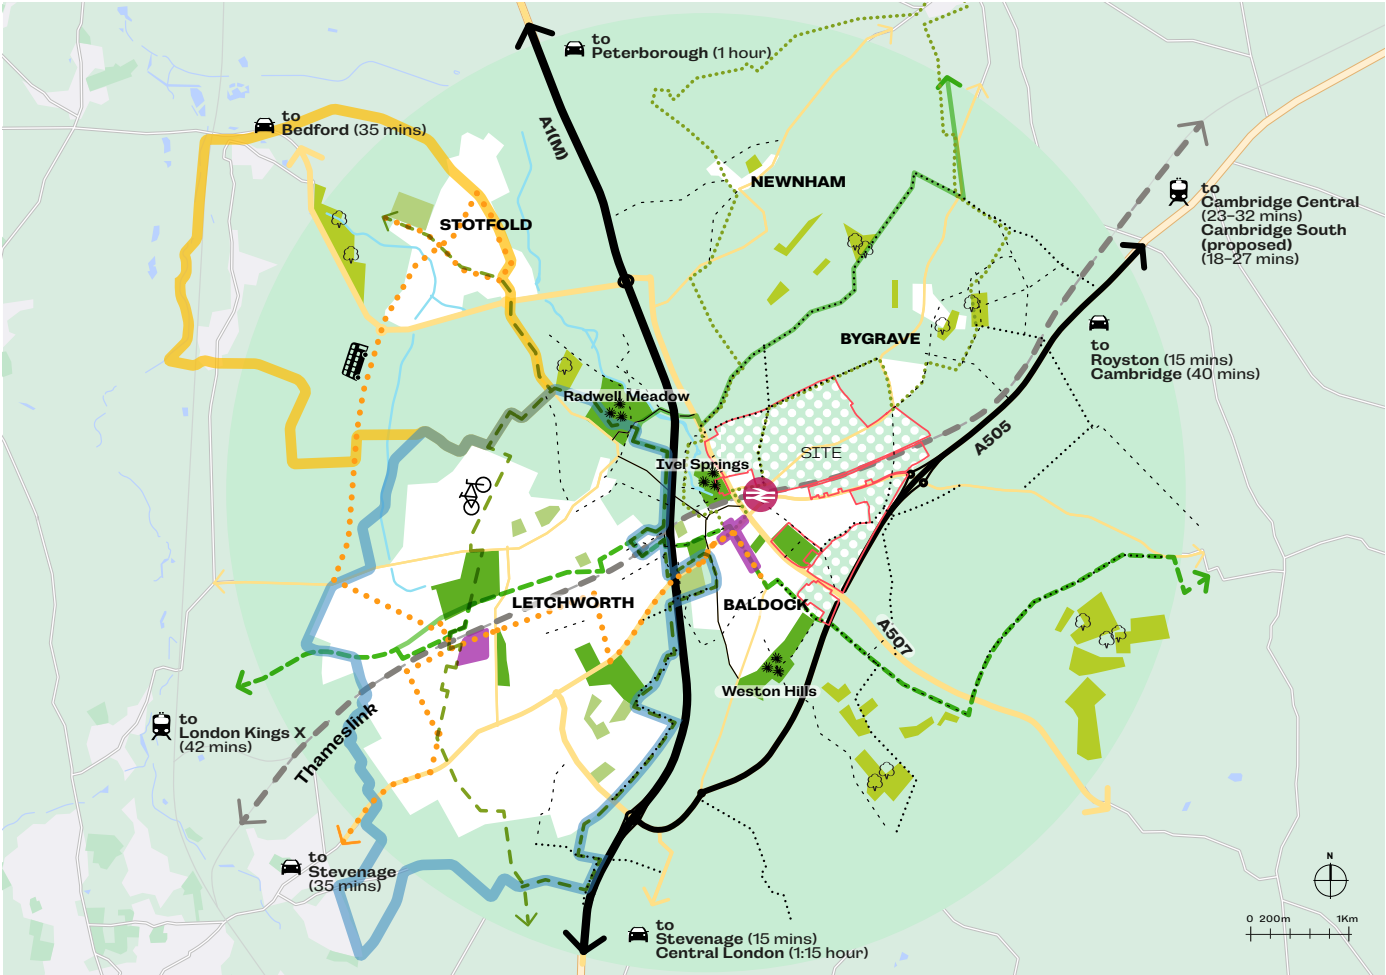 to
Peterborough (1 hour)
A1(M)
to
Bedford (35 mins)
STOTFOLD
NEWNHAM
to
Cambridge Central
(23–32 mins)
Cambridge South
(proposed)
(18–27 mins)
BYGRAVE
to
Royston (15 mins)
Cambridge (40 mins)
Radwell Meadow
A505
SITE
Ivel Springs
LETCHWORTH
BALDOCK
A507
Weston Hills
to
London Kings X
(42 mins)
Thameslink
to
Stevenage
(35 mins)
to
Stevenage (15 mins)
Central London (1:15 hour)
N
0 200m 1Km